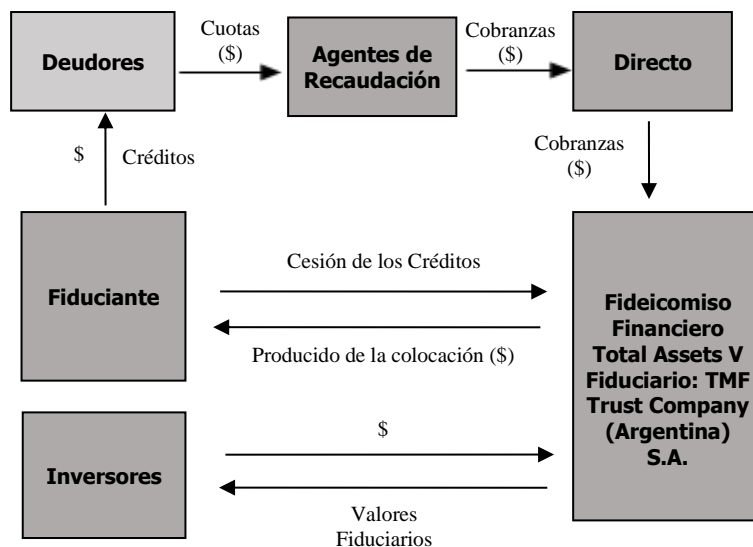 Deudores
Cuotas
($)
Agentes de
Recaudación
Cobranzas
($)
Directo
$
Créditos
Cobranzas
($)
Fiduciante
Cesión de los Créditos
Producido de la colocación ($)
Fideicomiso
Financiero
Total Assets V
Fiduciario: TMF
Trust Company
(Argentina)
S.A.
Inversores
$
Valores
Fiduciarios